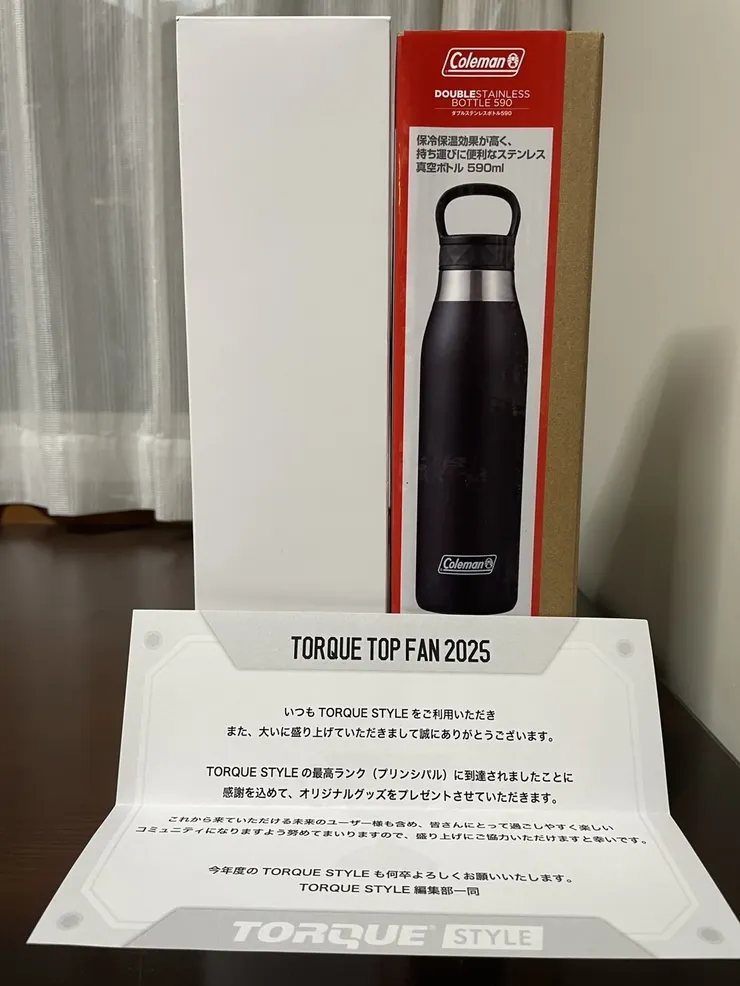 Coleman
DOUBLESTAINLESS
BOTTLE 590
ダブルステンレスボトル590
保冷保温効果が高く、
持ち運びに便利なステンレス
真空ボトル 590ml
Coleman
TORQUE TOP FAN 2025
いつも TORQUE STYLE をご利用いただき
また、大いに盛り上げていただきまして誠にありがとうございます。
TORQUE STYLE の最高ランク（プリンシパル）に到達されましたことに
感謝を込めて、オリジナルグッズをプレゼントさせていただきます。
これから来ていただける未来のユーザー様も含め、皆さんにとって過ごしやすく楽しい
コミュニティになりますよう努めてまいりますので、盛り上げにご協力いただけますと幸いです。
今年度の TORQUE STYLE も何卒よろしくお願いいたします。
TORQUE STYLE 編集部一同
TORQUE STYLE